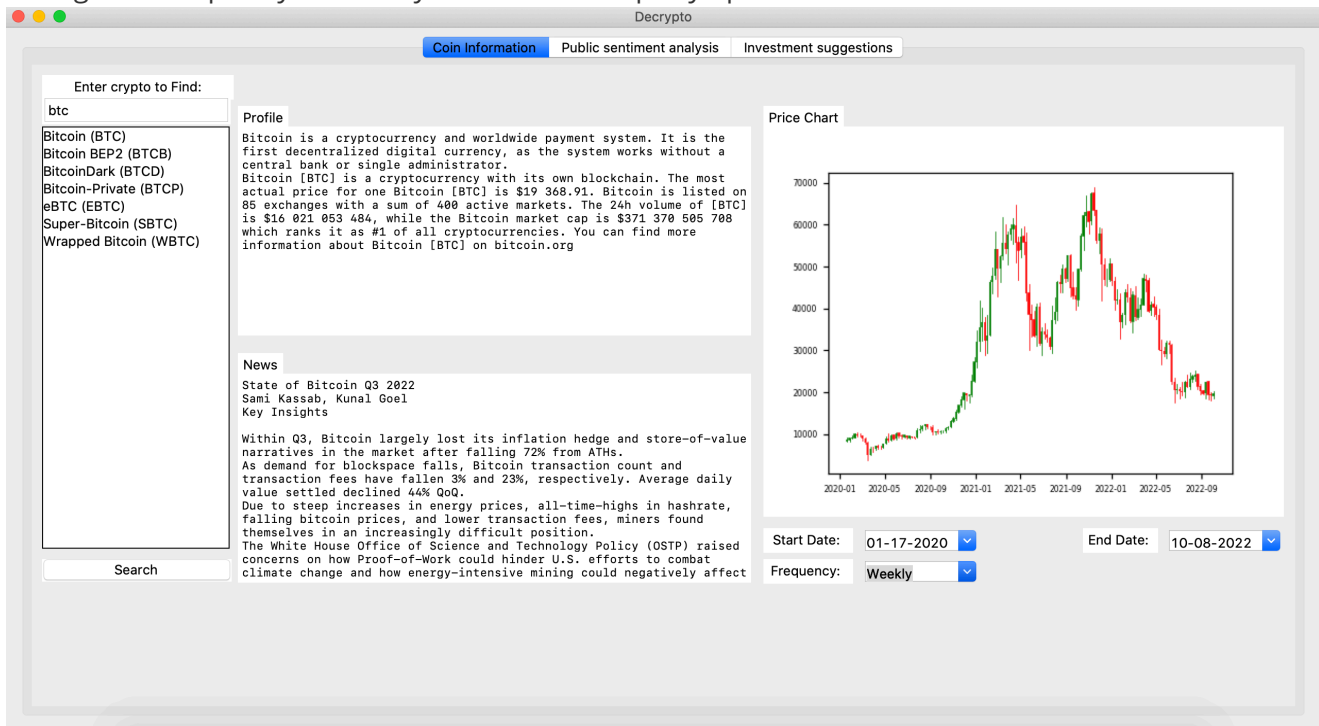 Decrypto
Coin Information
Public sentiment analysis
Investment suggestions
Enter crypto to Find:
btc
Bitcoin (BTC)
Bitcoin BEP2 (BTCB)
BitcoinDark (BTCD)
Bitcoin-Private (BTCP)
eBTC (EBTC)
Super-Bitcoin (SBTC)
Wrapped Bitcoin (WBTC)
Search
Profile
Bitcoin is a cryptocurrency and worldwide payment system. It is the
first decentralized digital currency, as the system works without a
central bank or single administrator.
Bitcoin [BTC] is a cryptocurrency with its own blockchain. The most
actual price for one Bitcoin [BTC] is $19 368.91. Bitcoin is listed on
85 exchanges with a sum of 400 active markets. The 24h volume of [BTC]
is $16 021 053 484, while the Bitcoin market cap is $371 370 505 708
which ranks it as #1 of all cryptocurrencies. You can find more
information about Bitcoin [BTC] on bitcoin.org
News
State of Bitcoin Q3 2022
Sami Kassab, Kunal Goel
Key Insights
Within Q3, Bitcoin largely lost its inflation hedge and store-of-value
narratives in the market after falling 72% from ATHs.
As demand for blockspace falls, Bitcoin transaction count and
transaction fees have fallen 3% and 23%, respectively. Average daily
value settled declined 44% QoQ.
Due to steep increases in energy prices, all-time-highs in hashrate,
falling bitcoin prices, and lower transaction fees, miners found
themselves in an increasingly difficult position.
The White House Office of Science and Technology Policy (OSTP) raised
concerns on how Proof-of-Work could hinder U.S. efforts to combat
climate change and how energy-intensive mining could negatively affect
Price Chart
70000
60000
50000
40000
30000
20000
10000
2020-01 2020-05 2020-09 2021-01 2021-05 2021-09 2022-01 2022-05 2022-09
Start Date:
01-17-2020
End Date:
10-08-2022
Frequency:
Weekly